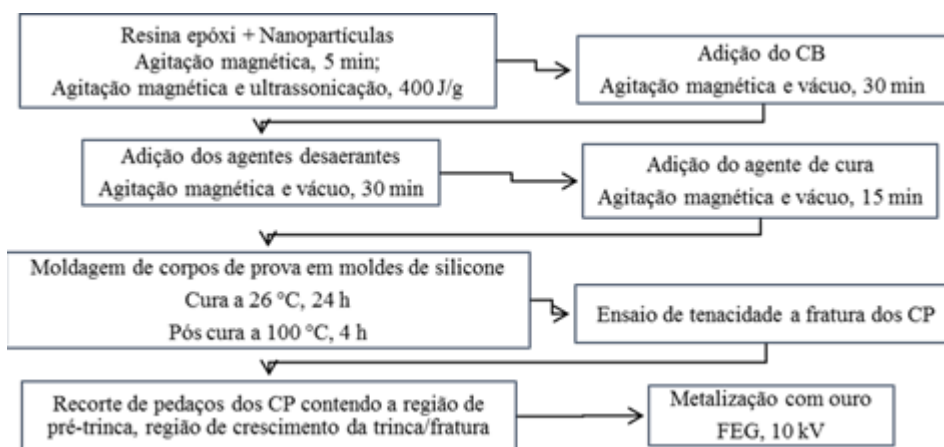 Resina epóxi + Nanopartículas
Agitação magnética, 5 min;
Agitação magnética e ultrassonicação, 400 J/g
Adição do CB
Agitação magnética e vácuo, 30 min
Adição dos agentes desaerantes
Agitação magnética e vácuo, 30 min
Adição do agente de cura
Agitação magnética e vácuo, 15 min
Moldagem de corpos de prova em moldes de silicone
Cura a 26 °C, 24 h
Pós cura a 100 °C, 4 h
Ensaio de tenacidade a fratura dos CP
Recorte de pedaços dos CP contendo a região de
pré-trinca, região de crescimento da trinca/fratura
Metalização com ouro
FEG, 10 kV